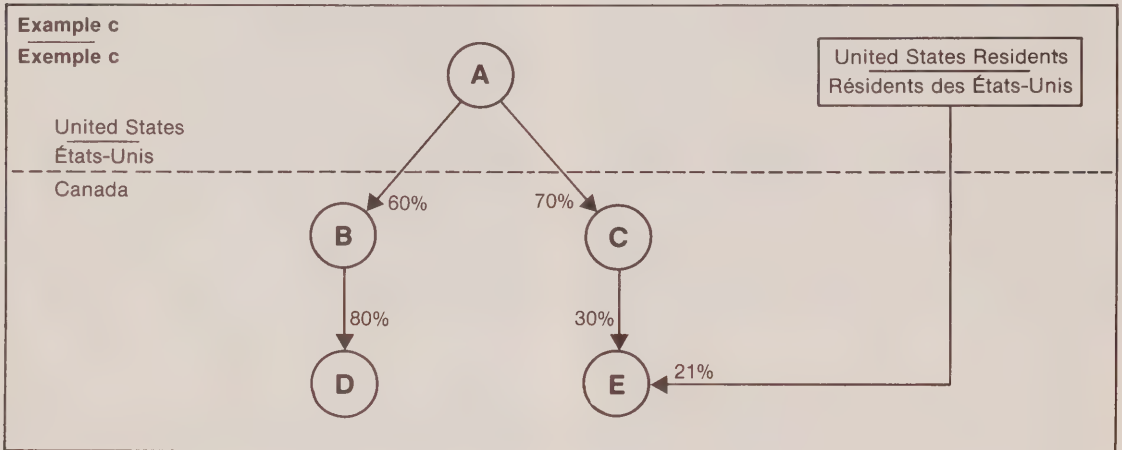 Example c
Exemple c
A
United States Residents
Résidents des États-Unis
United States
États-Unis
Canada
60%
70%
B
C
80%
30%
D
E
21%